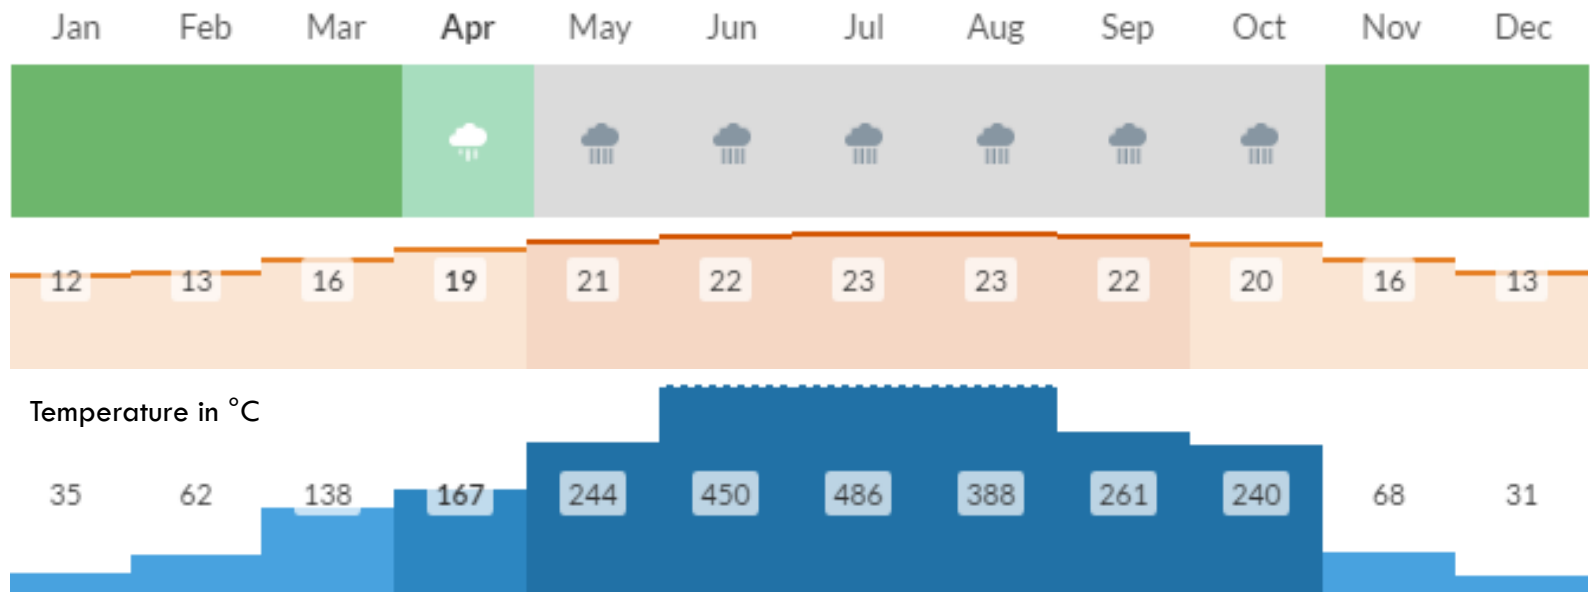 Jan Feb Mar Apr May Jun Jul Aug Sep Oct Nov Dec
12 13 16 19 21 22 23 23 22 20 16 13
Temperature in °C
35 62 138 167 244 450 486 388 261 240 68 31